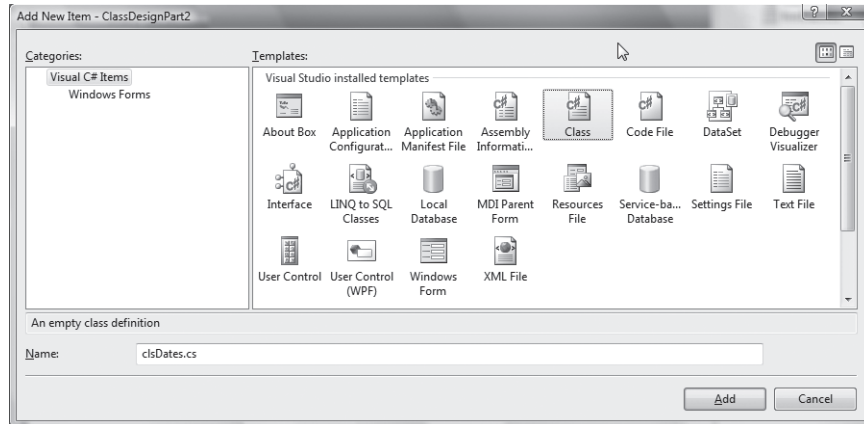 Add New Item - ClassDesignPart2
Categories:
Templates:
Visual C# Items
Windows Forms
Visual Studio installed templates
About Box
Application Configurat...
Application Manifest File
Assembly Informati...
Class
Code File
DataSet
Debugger Visualizer
Interface
LINQ to SQL Classes
Local Database
MDI Parent Form
Resources File
Service-ba... Database
Settings File
Text File
User Control
User Control (WPF)
Windows Form
XML File
An empty class definition
Name:
clsDates.cs
Add
Cancel